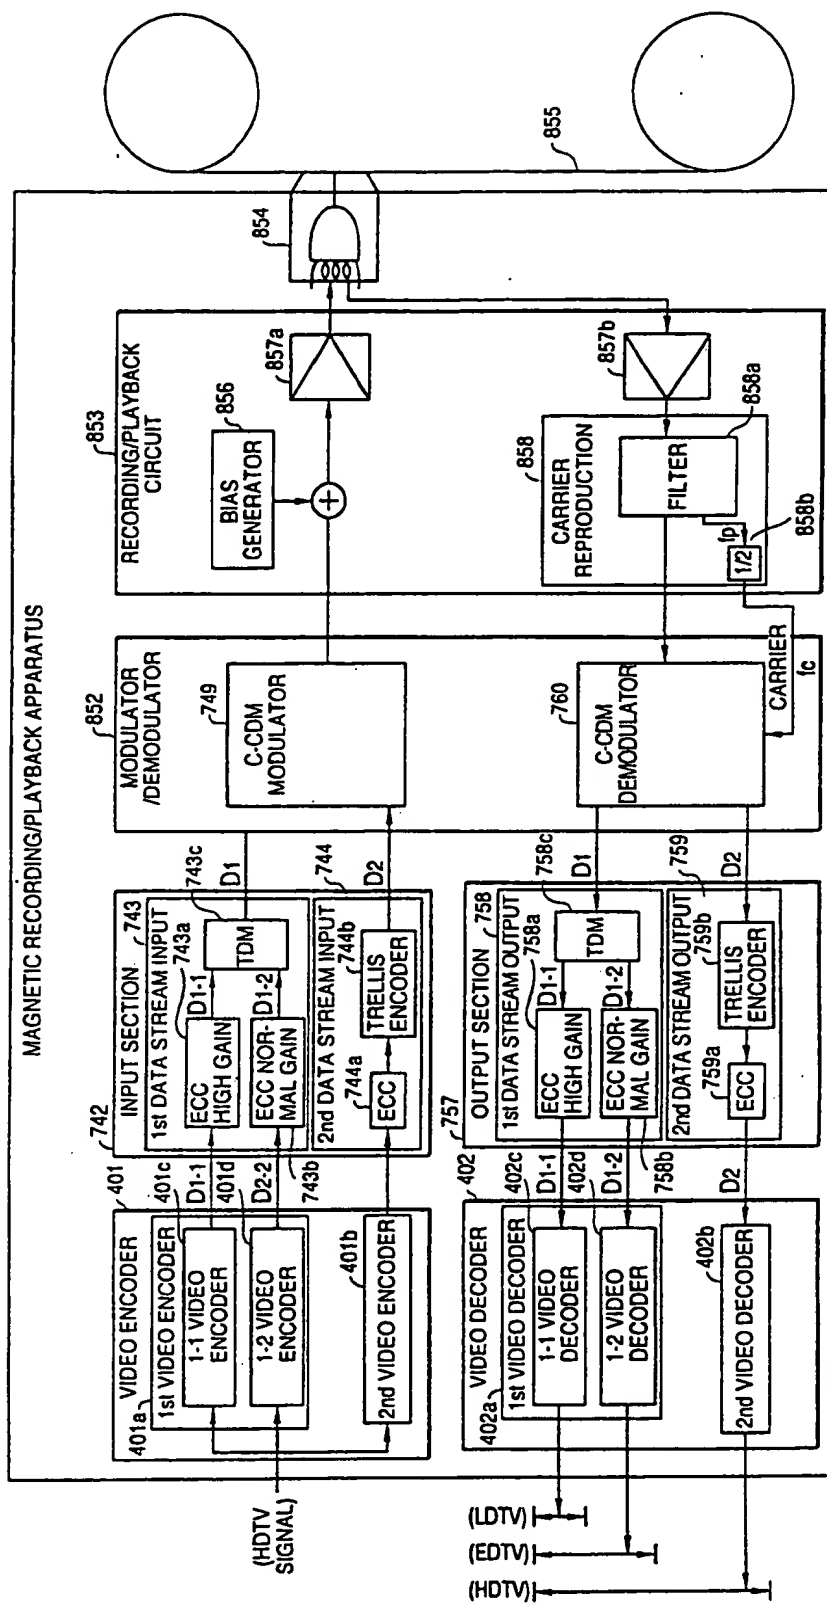 MAGNETIC RECORDING/PLAYBACK APPARATUS
(HDTV
SIGNAL)
401
VIDEO ENCODER
401a
1st VIDEO ENCODER
401c
1-1 VIDEO
ENCODER
401d
1-2 VIDEO
ENCODER
401b
2nd VIDEO ENCODER
D1-1
D2-2
742
INPUT SECTION
743
1st DATA STREAM INPUT
743a
ECC
HIGH GAIN
D1-1
743c
TDM
ECC NOR-
MAL GAIN
D1-2
743b
744
2nd DATA STREAM INPUT
744a
ECC
744b
TRELLIS
ENCODER
D1
D2
852
MODULATOR
/DEMODULATOR
749
C-CDM
MODULATOR
760
C-CDM
DEMODULATOR
CARRIER
fc
853
RECORDING/PLAYBACK
CIRCUIT
856
BIAS
GENERATOR
857a
854
855
857b
858
CARRIER
REPRODUCTION
858a
FILTER
fp
1/2
858b
757
OUTPUT SECTION
758
1st DATA STREAM OUTPUT
758a
ECC
HIGH GAIN
D1-1
758c
TDM
D1
ECC NOR-
MAL GAIN
D1-2
758b
759
2nd DATA STREAM OUTPUT
759a
ECC
759b
TRELLIS
ENCODER
D2
402
VIDEO DECODER
402a
1st VIDEO DECODER
402c
1-1 VIDEO
DECODER
D1-1
402d
1-2 VIDEO
DECODER
D1-2
402b
2nd VIDEO DECODER
D2
(LDTV)
(EDTV)
(HDTV)